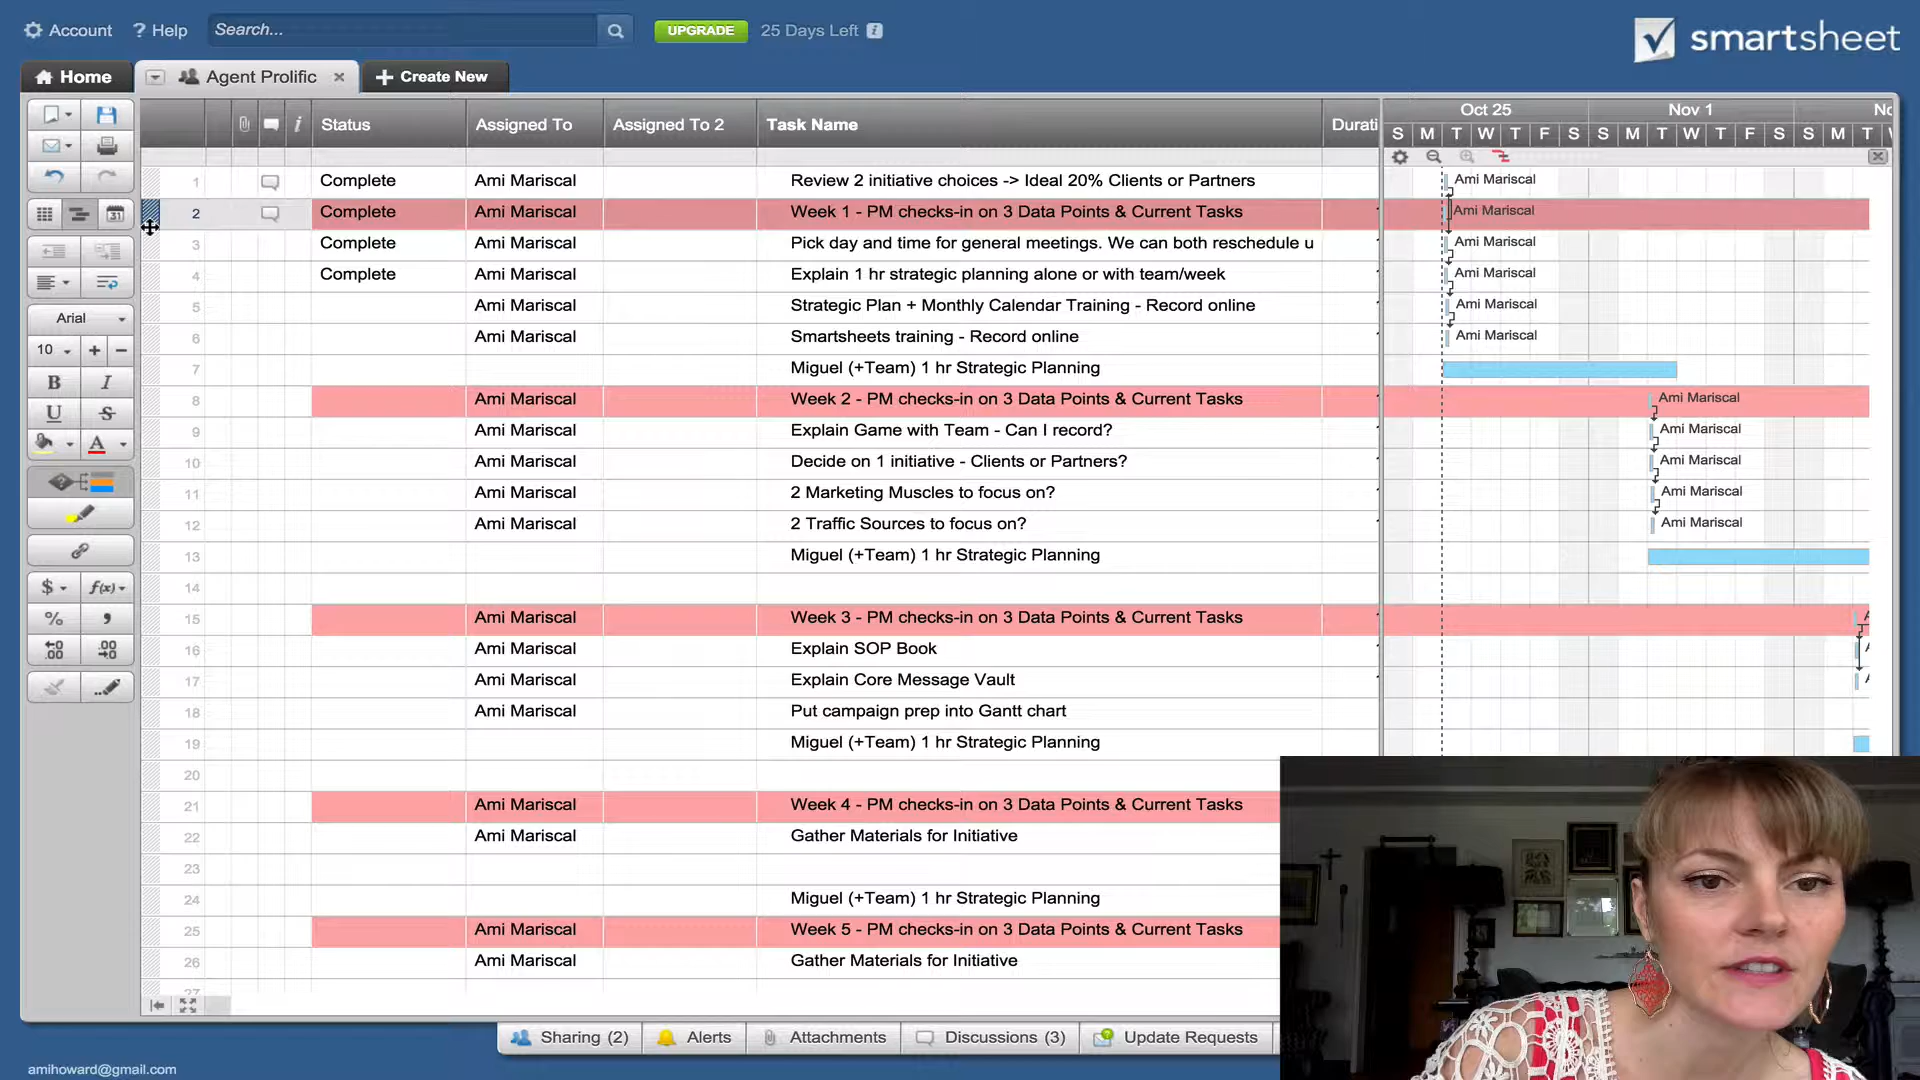 Account
Help
Search...
UPGRADE
25 Days Left
smartsheet
Home
Agent Prolific
Create New
Status
Assigned To
Assigned To 2
Task Name
Durati
Oct 25
Nov 1
S M T W T F S S M T W T F S S M T
1 Complete Ami Mariscal Review 2 initiative choices -> Ideal 20% Clients or Partners Ami Mariscal
2 Complete Ami Mariscal Week 1 - PM checks-in on 3 Data Points & Current Tasks Ami Mariscal
3 Complete Ami Mariscal Pick day and time for general meetings. We can both reschedule u Ami Mariscal
4 Complete Ami Mariscal Explain 1 hr strategic planning alone or with team/week Ami Mariscal
5 Ami Mariscal Strategic Plan + Monthly Calendar Training - Record online Ami Mariscal
6 Ami Mariscal Smartsheets training - Record online Ami Mariscal
7 Miguel (+Team) 1 hr Strategic Planning
8 Ami Mariscal Week 2 - PM checks-in on 3 Data Points & Current Tasks Ami Mariscal
9 Ami Mariscal Explain Game with Team - Can I record? Ami Mariscal
10 Ami Mariscal Decide on 1 initiative - Clients or Partners? Ami Mariscal
11 Ami Mariscal 2 Marketing Muscles to focus on? Ami Mariscal
12 Ami Mariscal 2 Traffic Sources to focus on? Ami Mariscal
13 Miguel (+Team) 1 hr Strategic Planning
14
15 Ami Mariscal Week 3 - PM checks-in on 3 Data Points & Current Tasks
16 Ami Mariscal Explain SOP Book
17 Ami Mariscal Explain Core Message Vault
18 Ami Mariscal Put campaign prep into Gantt chart
19 Miguel (+Team) 1 hr Strategic Planning
20
21 Ami Mariscal Week 4 - PM checks-in on 3 Data Points & Current Tasks
22 Ami Mariscal Gather Materials for Initiative
23
24 Miguel (+Team) 1 hr Strategic Planning
25 Ami Mariscal Week 5 - PM checks-in on 3 Data Points & Current Tasks
26 Ami Mariscal Gather Materials for Initiative
27
31
Arial
10
B I
U S
A
$ f(x)
% ,
.00 .00
Sharing (2)
Alerts
Attachments
Discussions (3)
Update Requests
amihoward@gmail.com